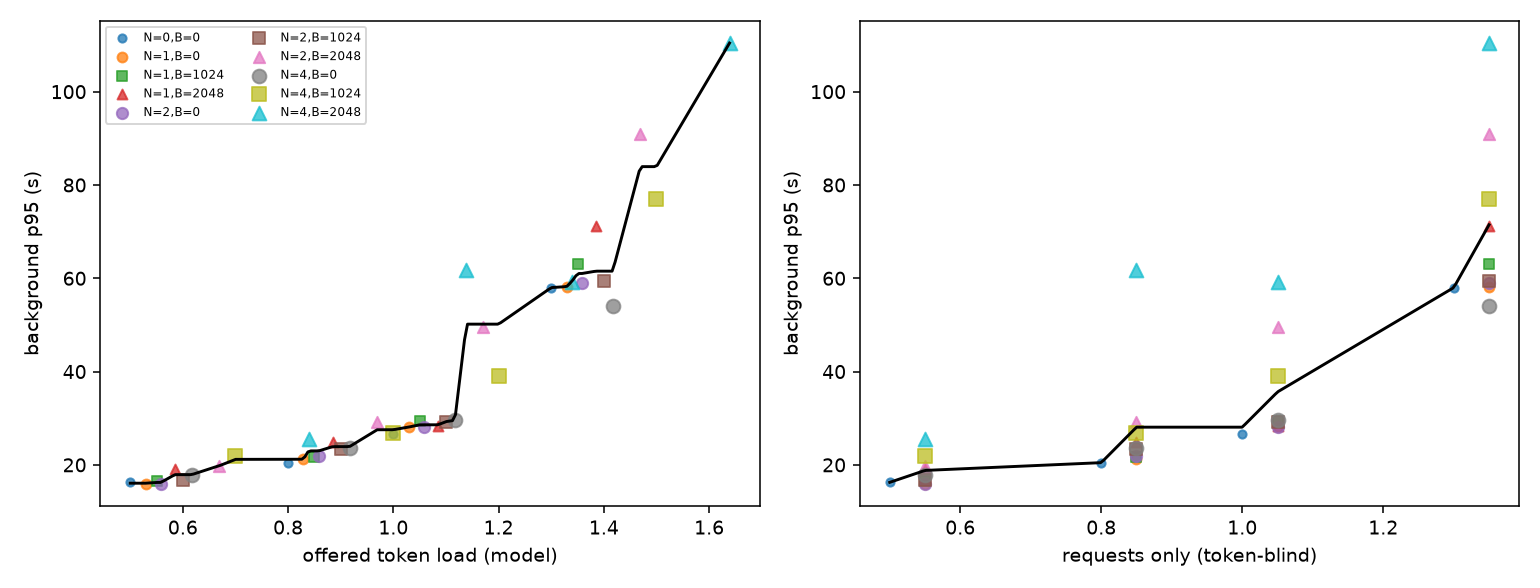 N=0,B=0
N=1,B=0
N=1,B=1024
N=1,B=2048
N=2,B=0
N=2,B=1024
N=2,B=2048
N=4,B=0
N=4,B=1024
N=4,B=2048
background p95 (s)
100
80
60
40
20
0.6 0.8 1.0 1.2 1.4 1.6
offered token load (model)
background p95 (s)
100
80
60
40
20
0.6 0.8 1.0 1.2
requests only (token-blind)